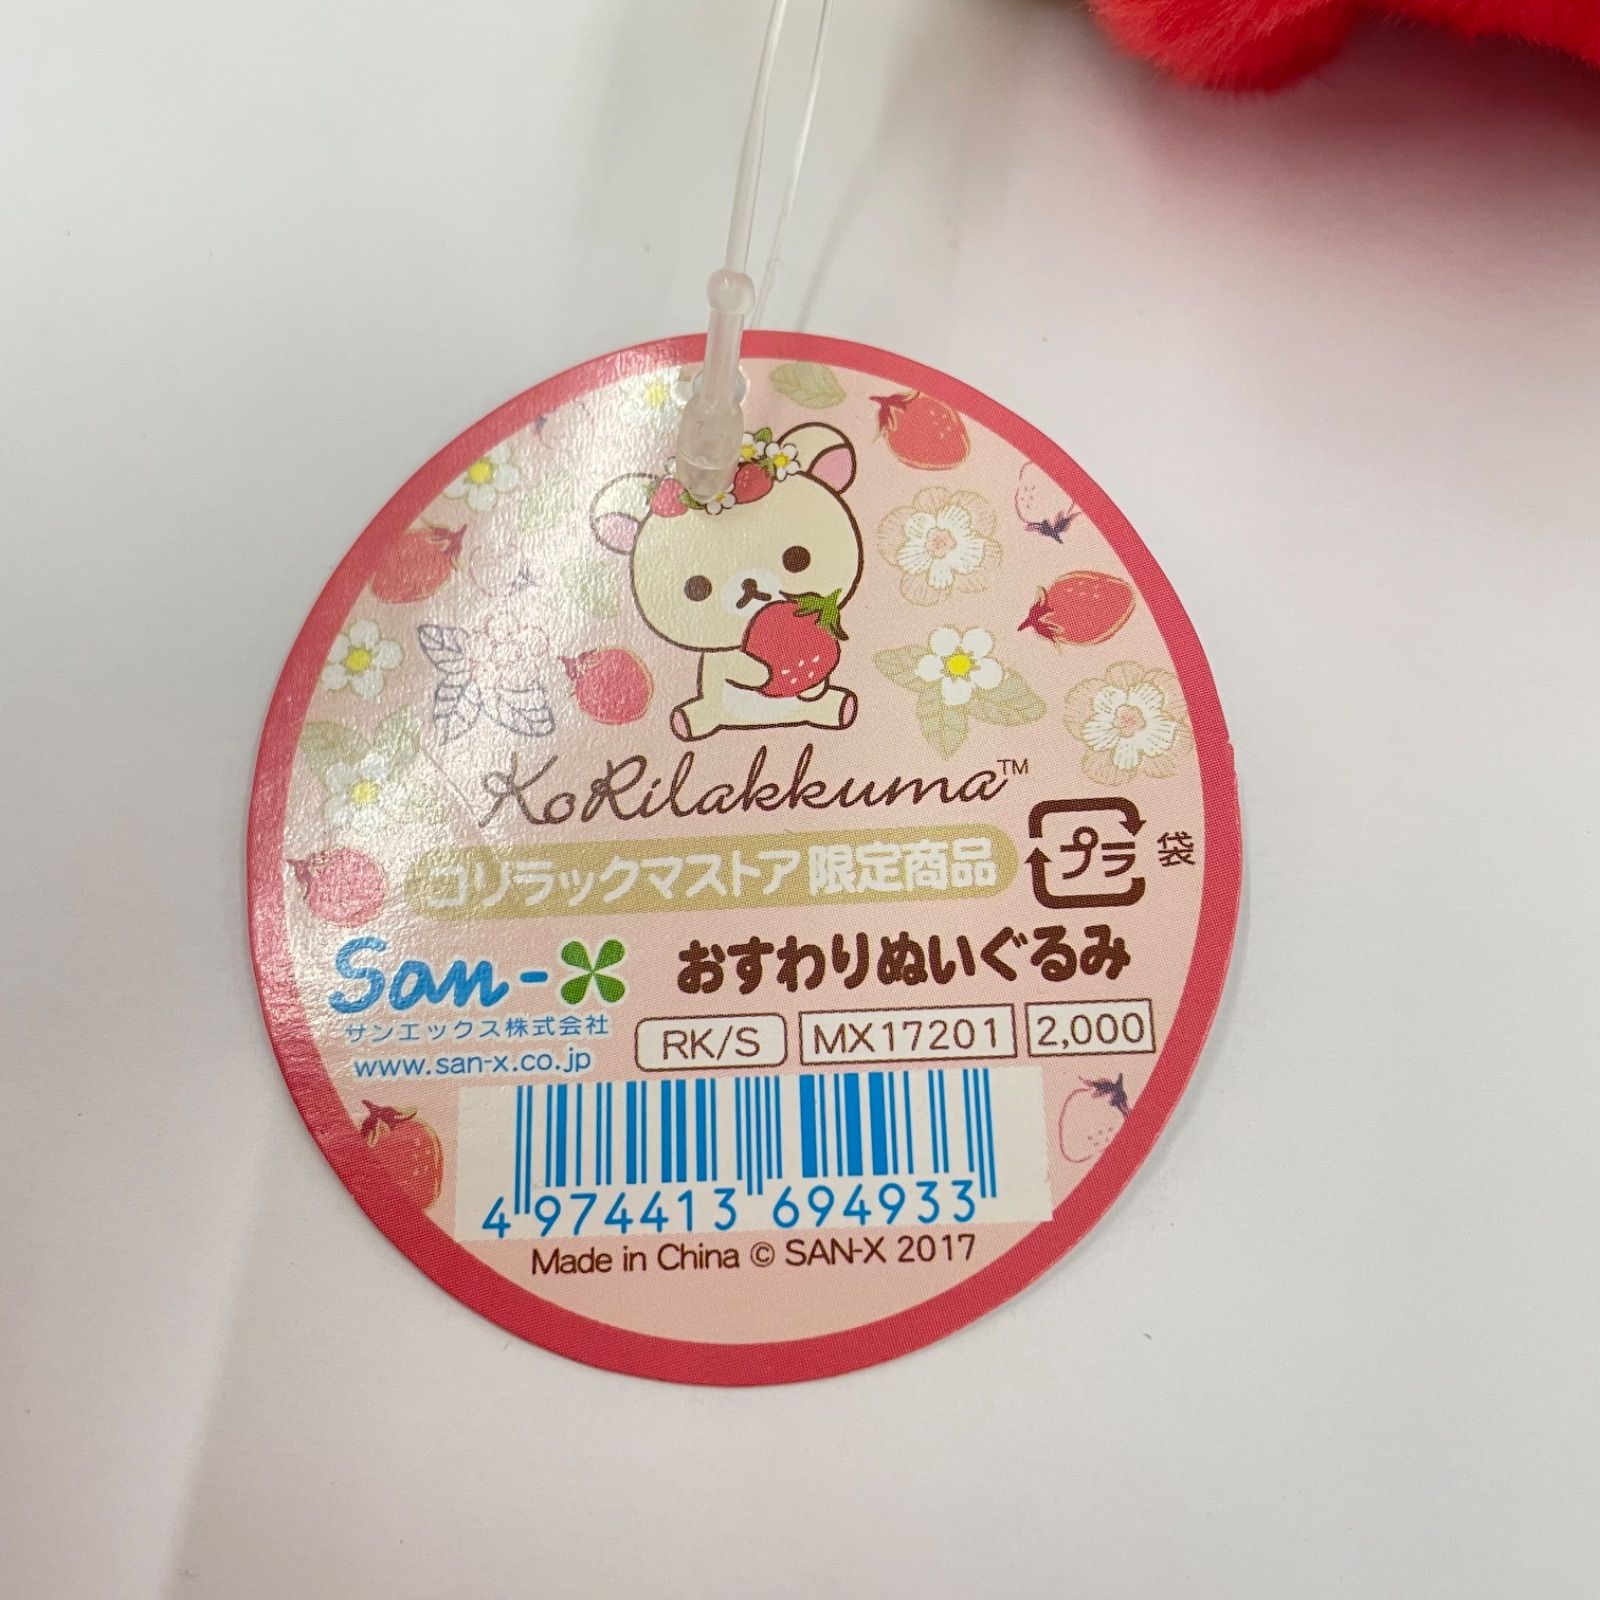 KoRilakkuma™
コリラックマストア 限定商品
プラ 袋
San-X
おすわりぬいぐるみ
サンエックス株式会社
www.san-x.co.jp
RK/S MX17201 2,000
4 974413 694933
Made in China © SAN-X 2017